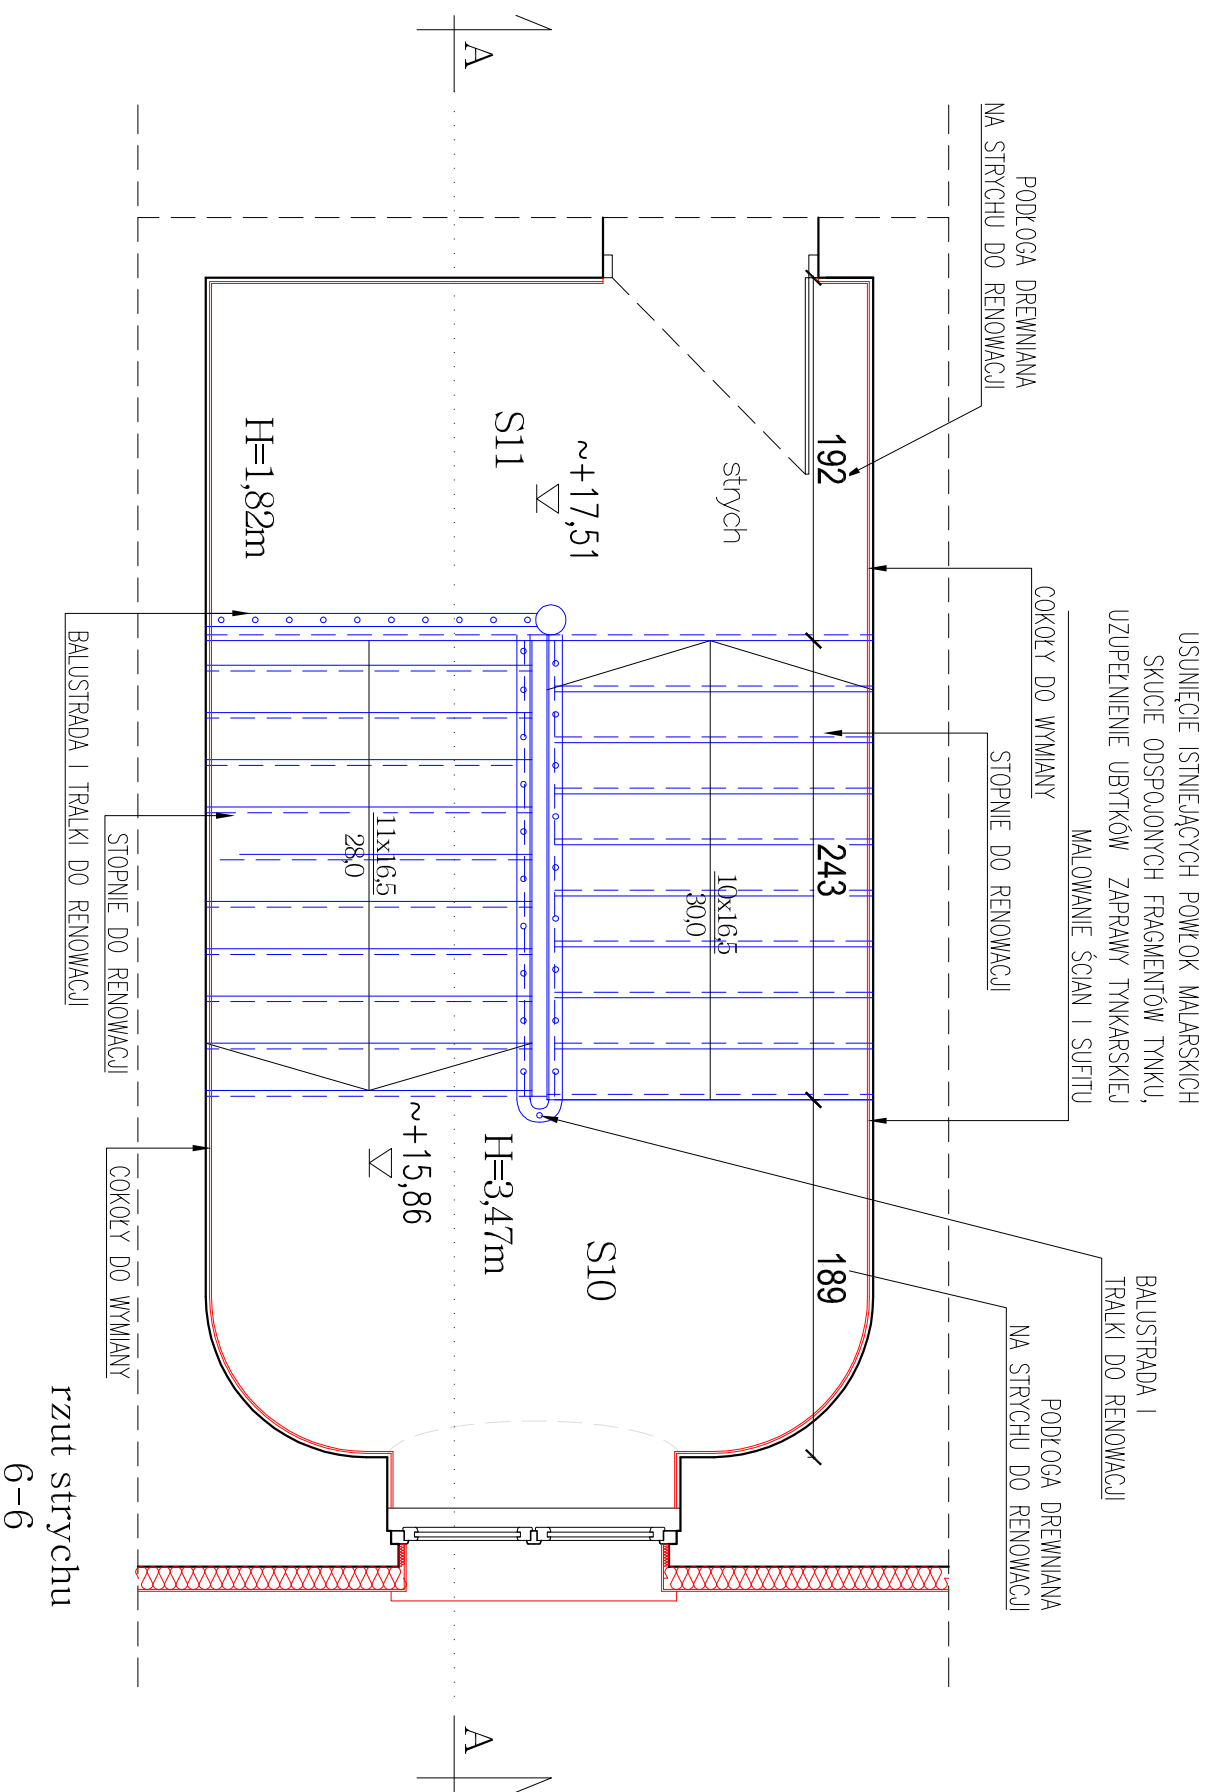 USUNIĘCIE ISTNIEJĄCYCH POWŁOK MALARSKICH
SKUCIE ODSPOJONYCH FRAGMENTÓW TYNKU,
UZUPEŁNIENIE UBYTKÓW ZAPRAWY TYNKARSKIEJ
MALOWANIE ŚCIAN I SUFITU
PODŁOGA DREWNIANA
NA STRYCHU DO RENOWACJI
COKOŁY DO WYMIANY
STOPNIE DO RENOWACJI
BALUSTRADA I
TRALKI DO RENOWACJI
PODŁOGA DREWNIANA
NA STRYCHU DO RENOWACJI
192
243
189
strych
~+17,51
S11
H=1,82m
10x16,5
30,0
11x16,5
28,0
S10
H=3,47m
~+15,86
A
A
BALUSTRADA I TRALKI DO RENOWACJI
STOPNIE DO RENOWACJI
COKOŁY DO WYMIANY
rzut strychu
6-6